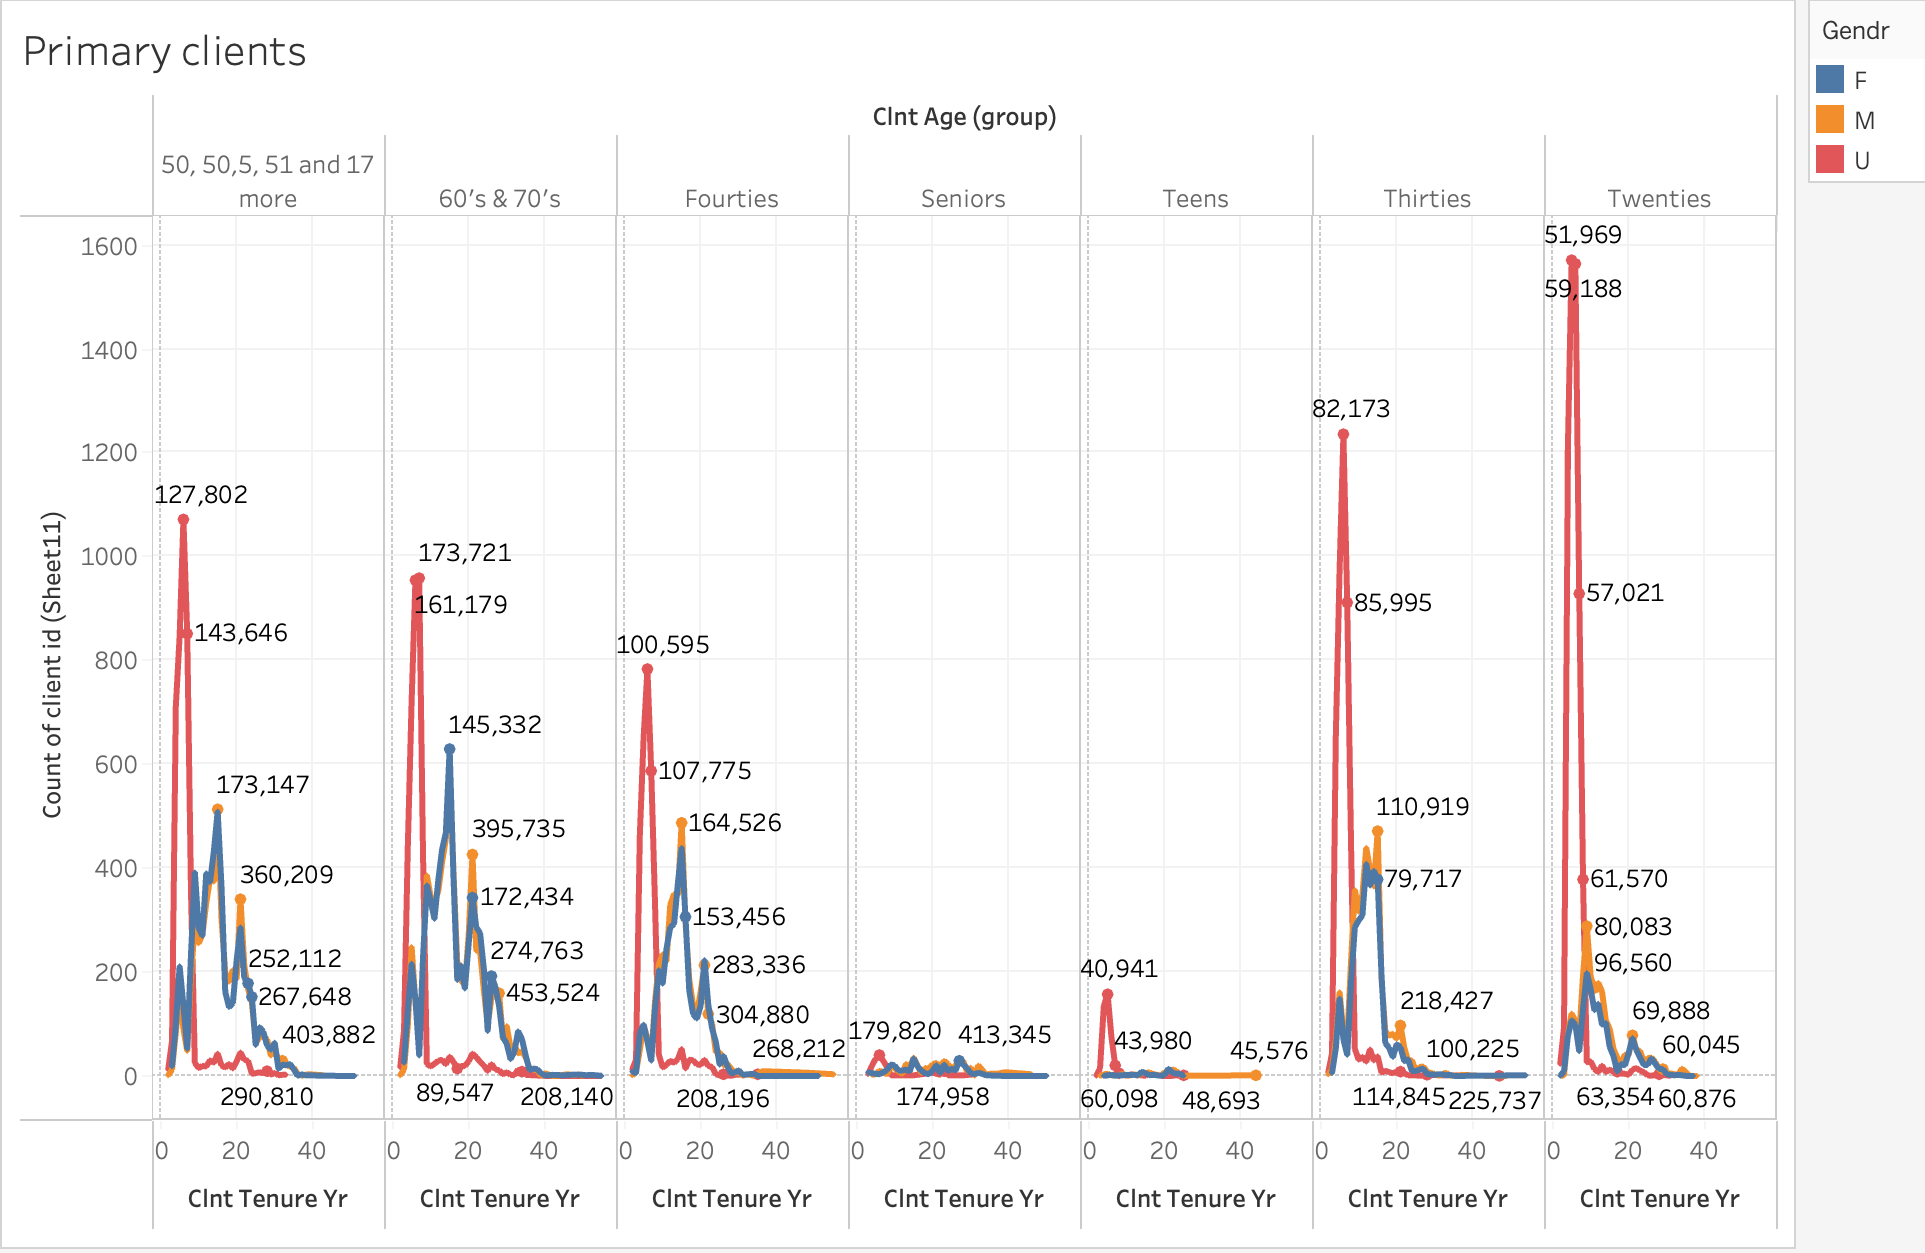 Primary clients
Gendr
F
M
U
Clnt Age (group)
50, 50,5, 51 and 17
more
60's & 70's
Fourties
Seniors
Teens
Thirties
Twenties
Count of client id (Sheet11)
1600
1400
1200
1000
800
600
400
200
0
127,802
143,646
173,147
360,209
252,112
267,648
403,882
290,810
173,721
161,179
145,332
395,735
172,434
274,763
453,524
89,547
208,140
100,595
107,775
164,526
153,456
283,336
304,880
268,212
208,196
179,820
413,345
174,958
40,941
43,980
45,576
60,098
48,693
82,173
85,995
110,919
79,717
218,427
100,225
114,845
225,737
51,969
59,188
57,021
61,570
80,083
96,560
69,888
60,045
63,354
60,876
0 20 40
0 20 40
0 20 40
0 20 40
0 20 40
0 20 40
0 20 40
Clnt Tenure Yr
Clnt Tenure Yr
Clnt Tenure Yr
Clnt Tenure Yr
Clnt Tenure Yr
Clnt Tenure Yr
Clnt Tenure Yr